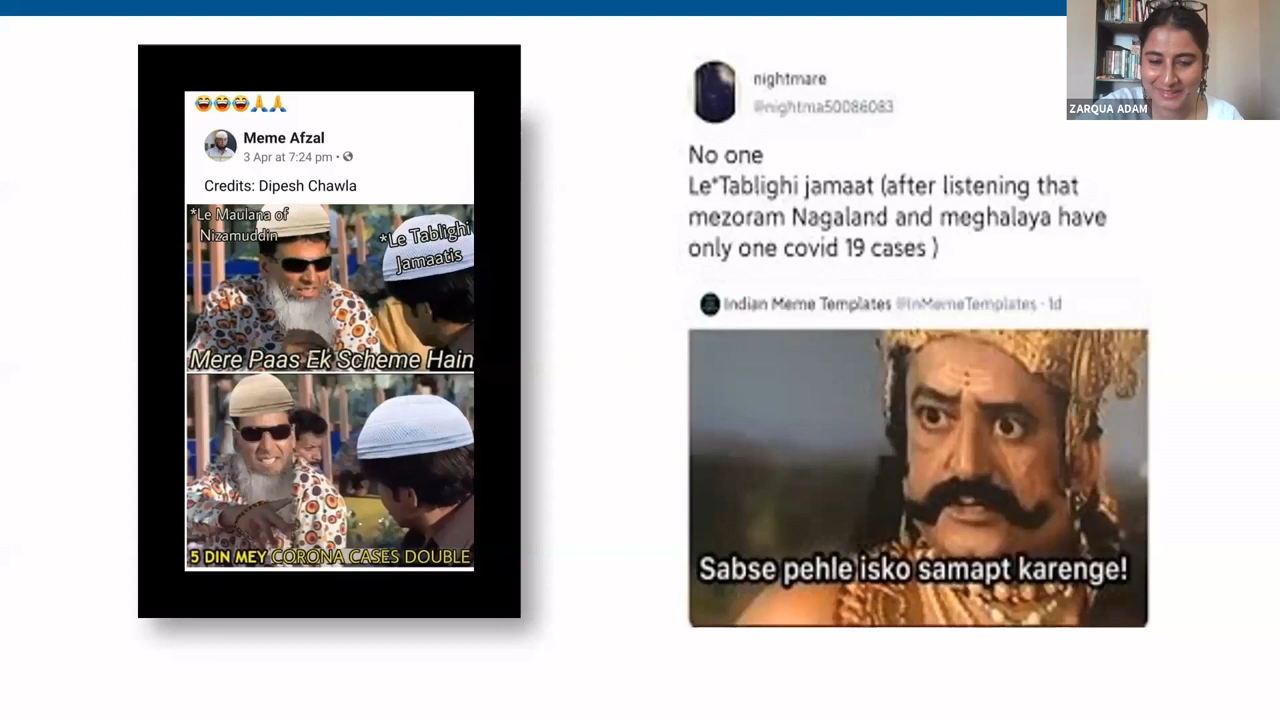 ZARQUA ADAM
Meme Afzal
3 Apr at 7:24 pm •
Credits: Dipesh Chawla
*Le Maulana of
Nizamuddin
*Le Tablighi
Jamaatis
Mere Paas Ek Scheme Hain
5 DIN MEY CORONA CASES DOUBLE
nightmare
@nightma50086083
No one
Le*Tablighi jamaat (after listening that
mezoram Nagaland and meghalaya have
only one covid 19 cases )
Indian Meme Templates @InMemeTemplates · 1d
Sabse pehle isko samapt karenge!